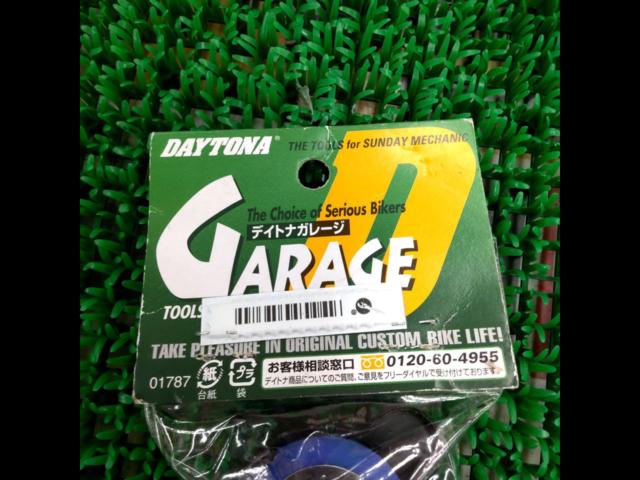 DAYTONA THE TOOLS for SUNDAY MECHANIC
The Choice of Serious Bikers
デイトナガレージ
GARAGE D
TOOLS
TAKE PLEASURE IN ORIGINAL CUSTOM BIKE LIFE!
01787 紙 台紙 プラ 袋
お客様相談窓口 0120-60-4955
デイトナ商品についてのご質問、ご意見をフリーダイヤルで受け付けております。